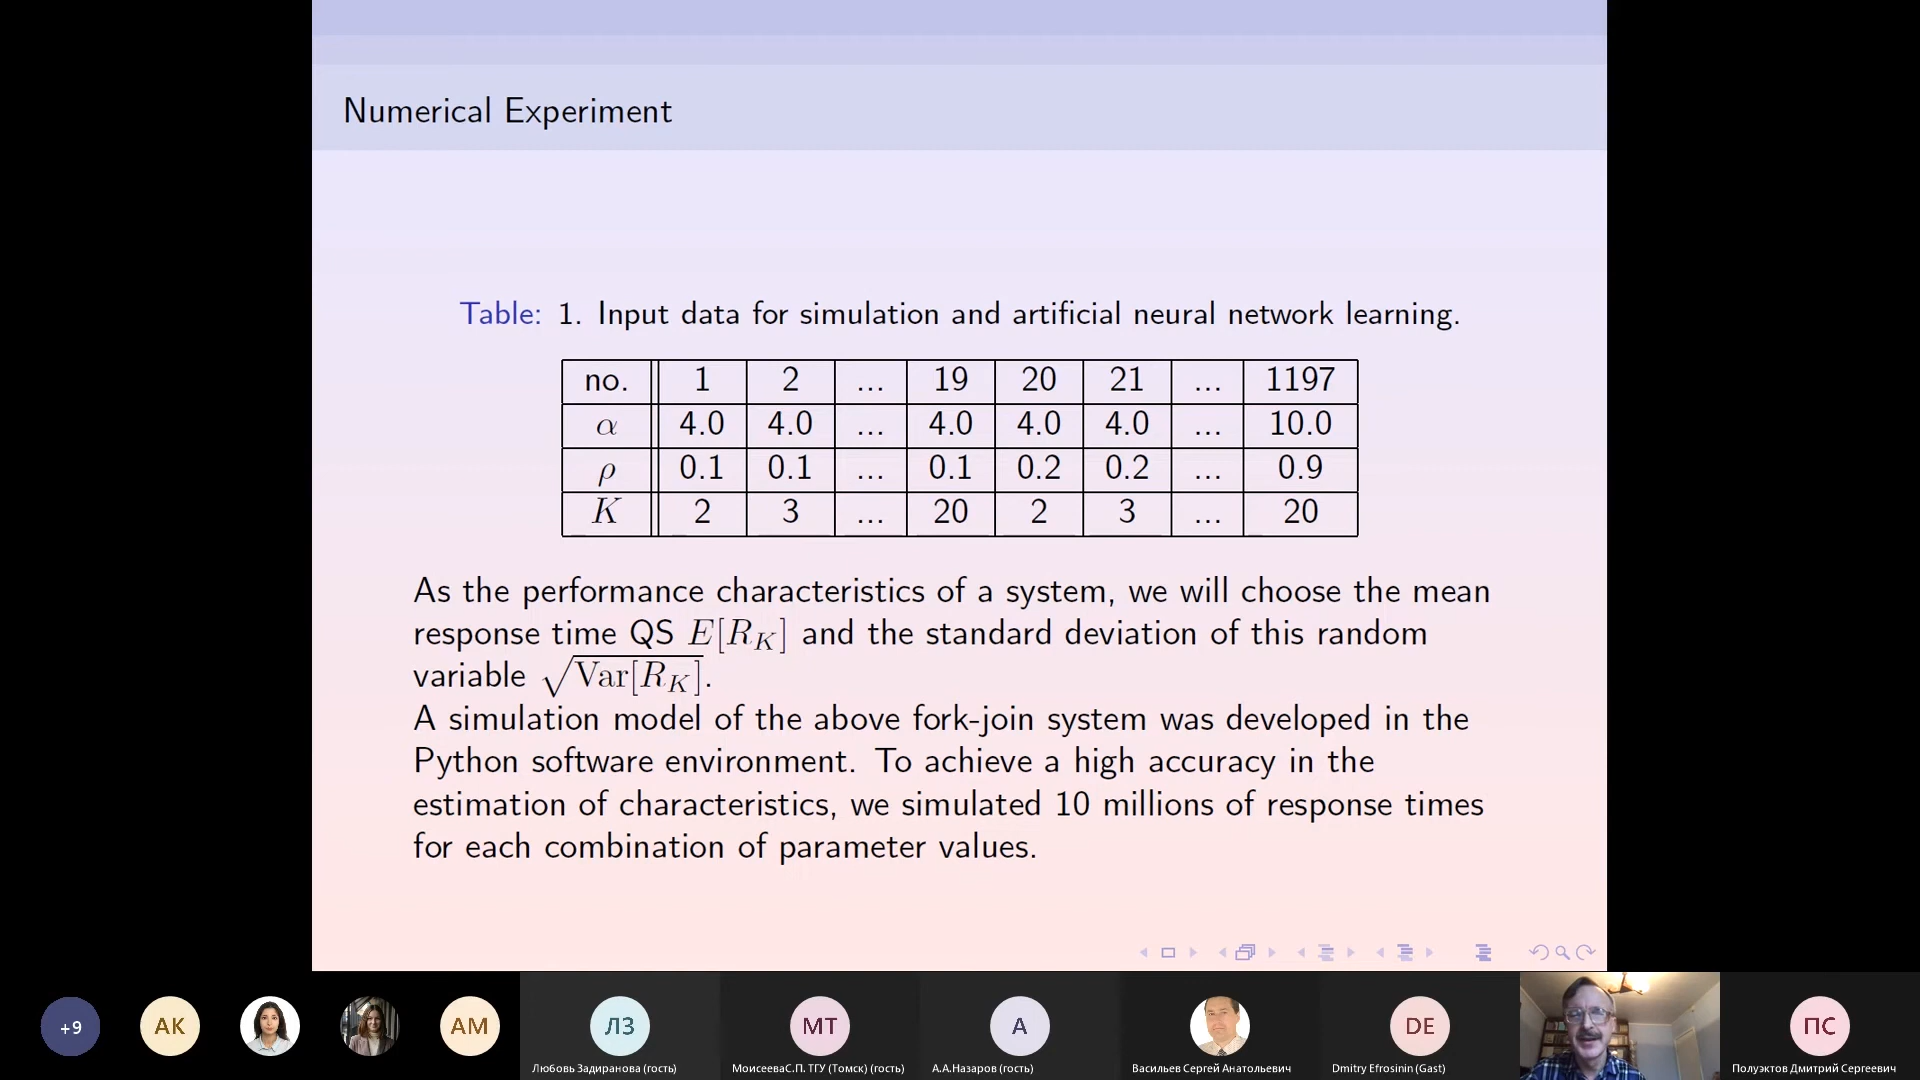 Numerical Experiment
Table: 1. Input data for simulation and artificial neural network learning.
no. 1 2 ... 19 20 21 ... 1197
α 4.0 4.0 ... 4.0 4.0 4.0 ... 10.0
ρ 0.1 0.1 ... 0.1 0.2 0.2 ... 0.9
K 2 3 ... 20 2 3 ... 20
As the performance characteristics of a system, we will choose the mean
response time QS E[R_K] and the standard deviation of this random
variable √Var[R_K].
A simulation model of the above fork-join system was developed in the
Python software environment. To achieve a high accuracy in the
estimation of characteristics, we simulated 10 millions of response times
for each combination of parameter values.
+9 АК АМ ЛЗ МТ А DE ПС
Любовь Задиранова (гость) МоисееваС.П. ТГУ (Томск) (гость) А.А.Назаров (гость) Васильев Сергей Анатольевич Dmitry Efrosinin (Gast) Полуэктов Дмитрий Сергеевич